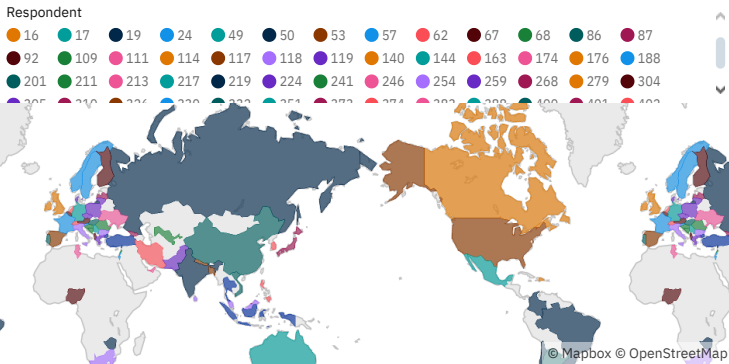 Respondent
16 17 19 24 49 50 53 57 62 67 68 86 87
92 109 111 114 117 118 119 140 144 163 174 176 188
201 211 213 217 219 224 241 246 254 259 268 279 304
© Mapbox © OpenStreetMap